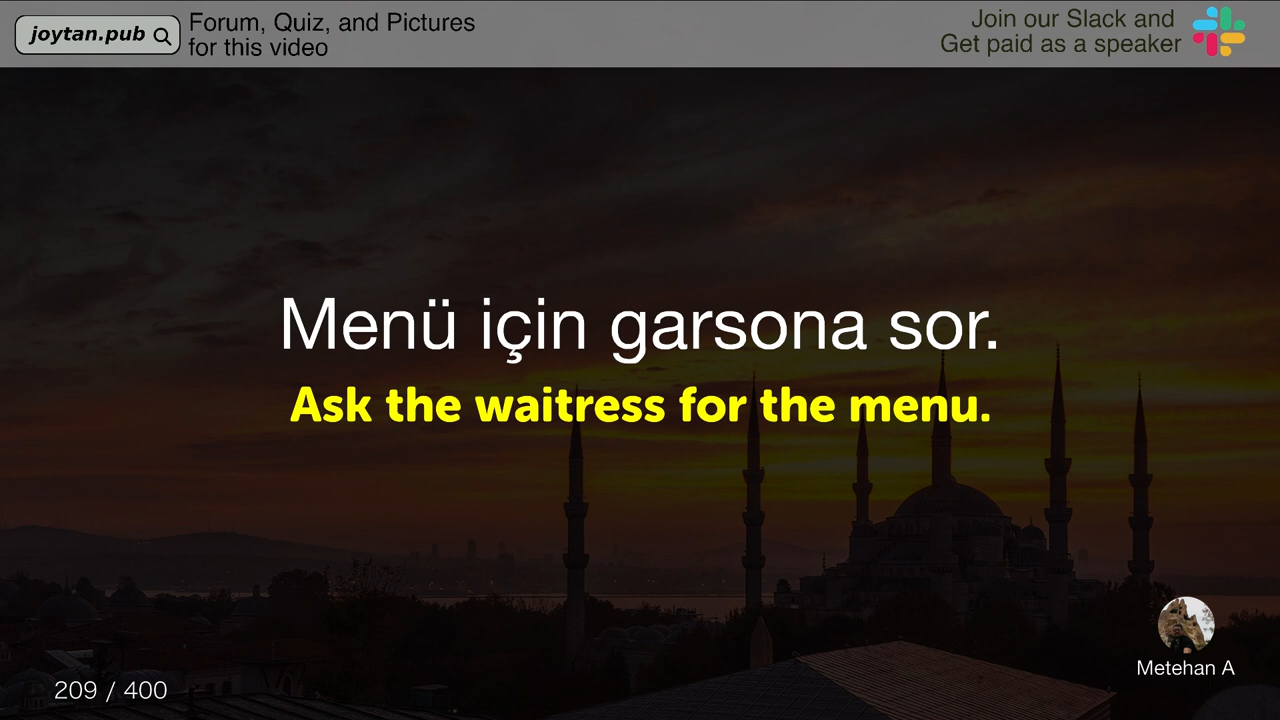 joytan.pub
Forum, Quiz, and Pictures
for this video
Join our Slack and
Get paid as a speaker
Menü için garsona sor.
Ask the waitress for the menu.
Metehan A
209 / 400